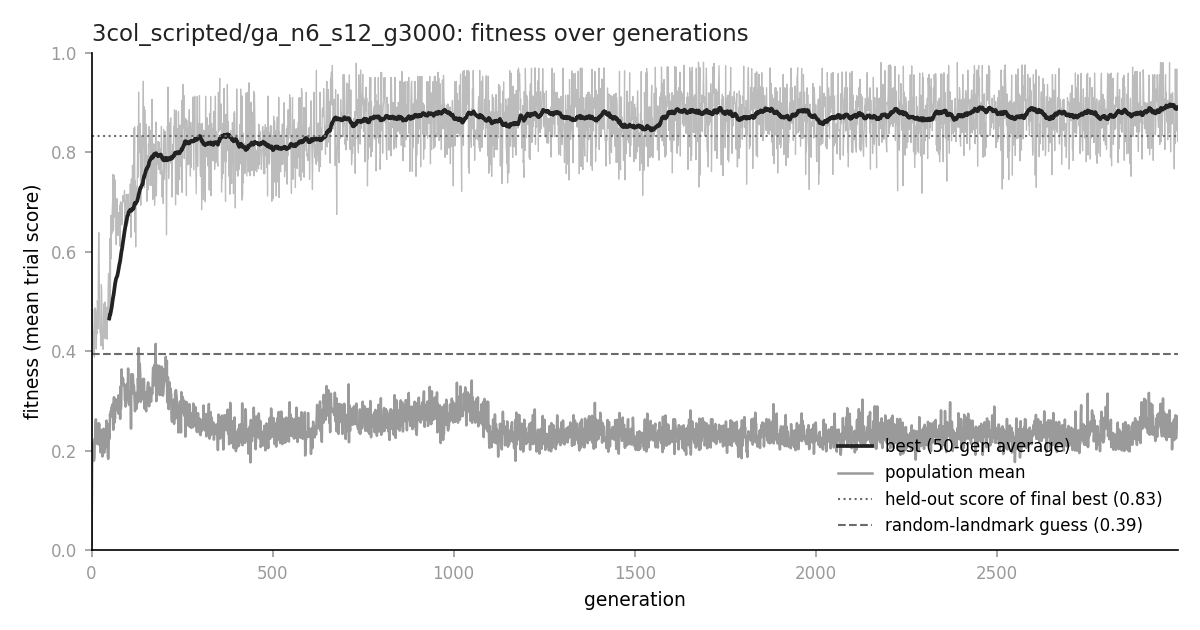 3col_scripted/ga_n6_s12_g3000: fitness over generations
1.0
0.8
0.6
0.4
0.2
0.0
fitness (mean trial score)
best (50-gen average)
population mean
held-out score of final best (0.83)
random-landmark guess (0.39)
0 500 1000 1500 2000 2500
generation